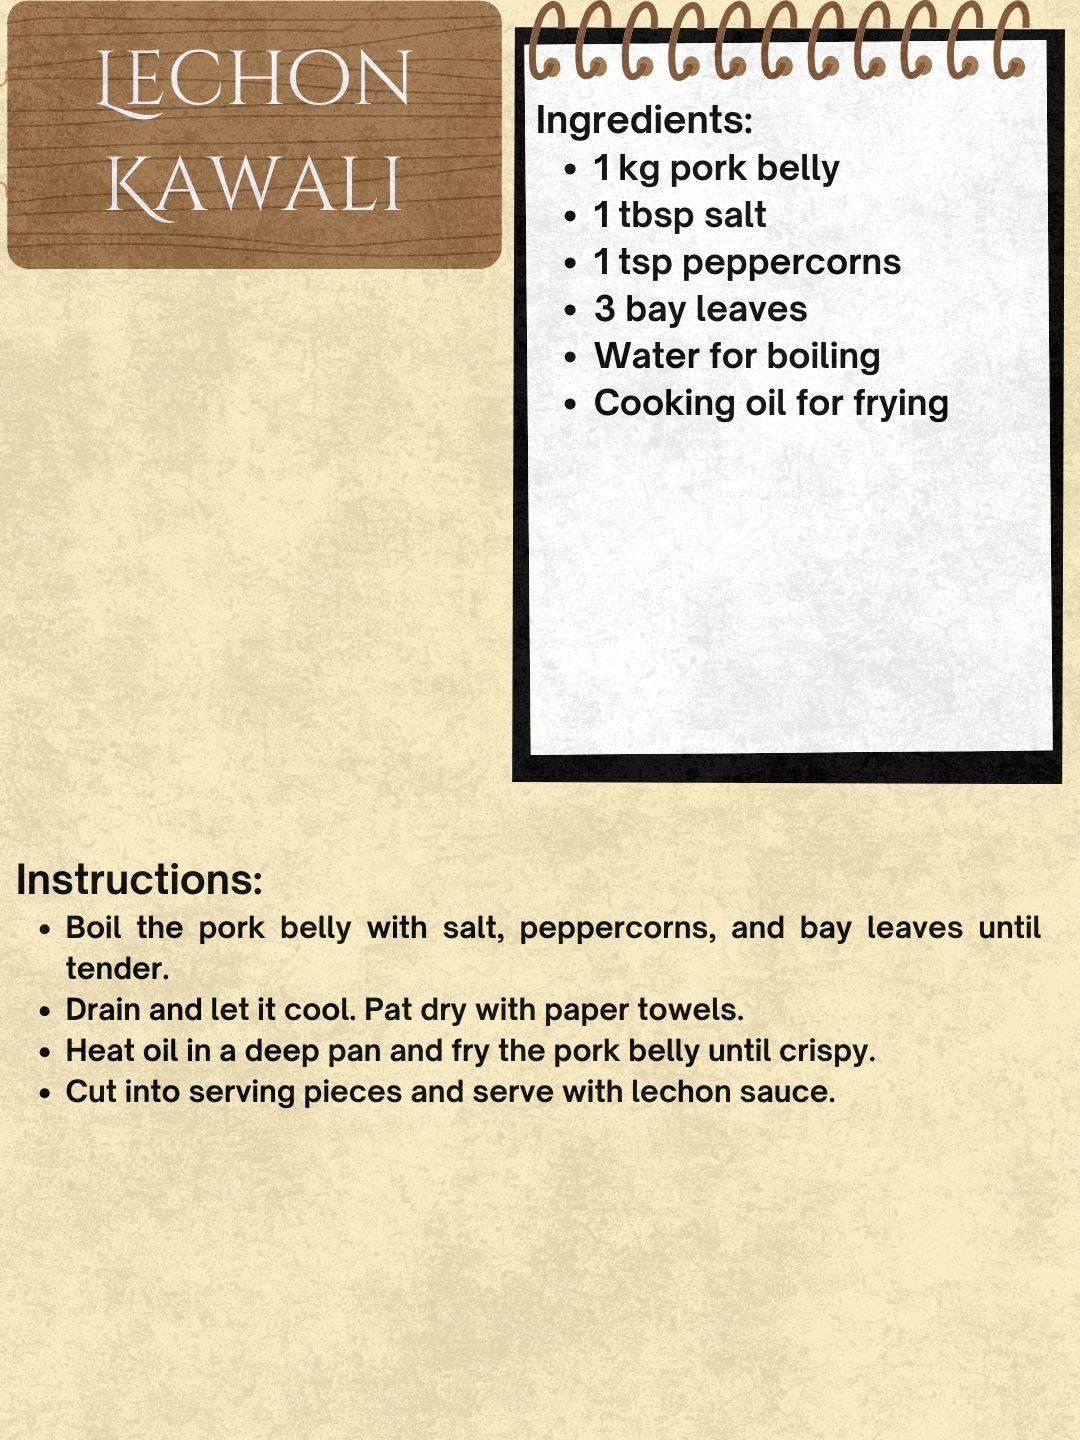 Lechon
Kawali
Ingredients:
• 1 kg pork belly
• 1 tbsp salt
• 1 tsp peppercorns
• 3 bay leaves
• Water for boiling
• Cooking oil for frying
Instructions:
• Boil the pork belly with salt, peppercorns, and bay leaves until
tender.
• Drain and let it cool. Pat dry with paper towels.
• Heat oil in a deep pan and fry the pork belly until crispy.
• Cut into serving pieces and serve with lechon sauce.